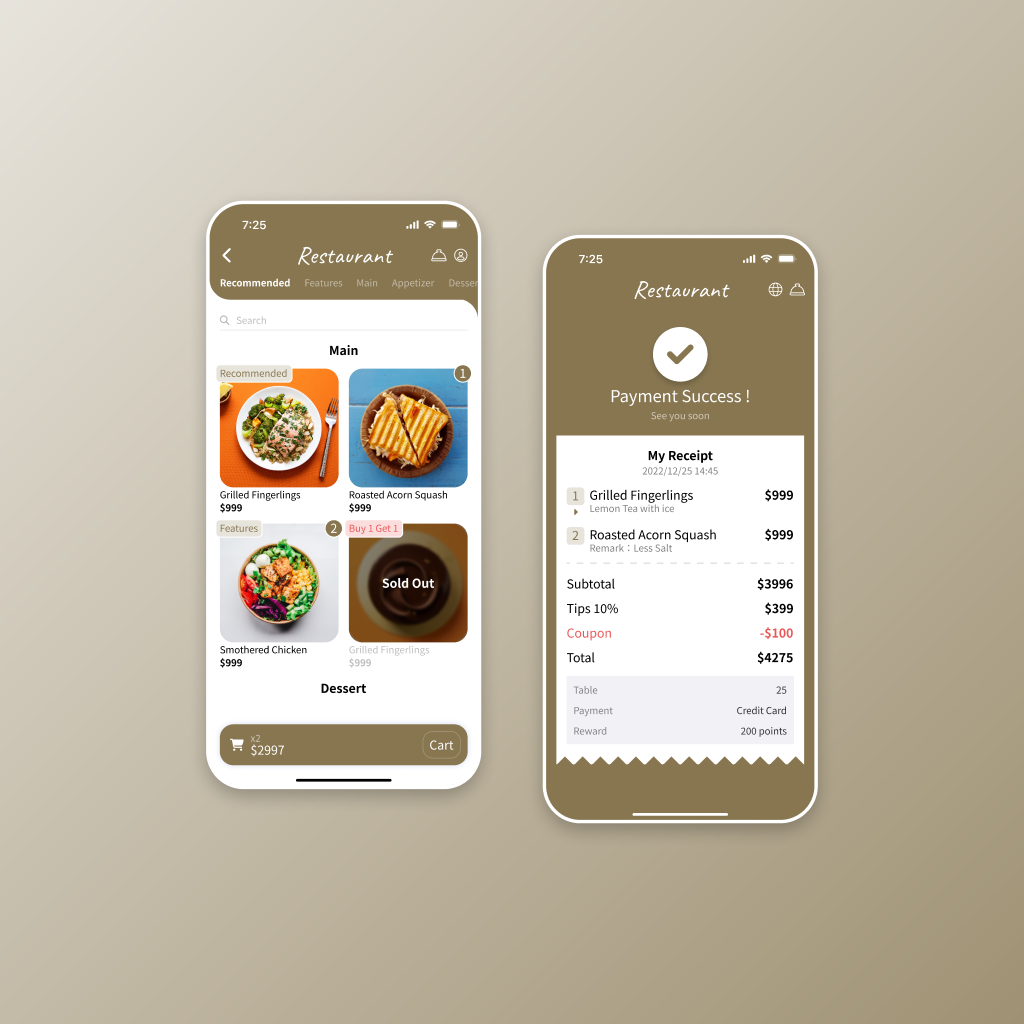 7:25
Restaurant
Recommended Features Main Appetizer Desser
Search
Main
Recommended
1
Grilled Fingerlings
$999
Roasted Acorn Squash
$999
Features
2
Buy 1 Get 1
Sold Out
Smothered Chicken
$999
Grilled Fingerlings
$999
Dessert
x2
$2997
Cart
7:25
Restaurant
Payment Success !
See you soon
My Receipt
2022/12/25 14:45
1 Grilled Fingerlings $999
Lemon Tea with ice
2 Roasted Acorn Squash $999
Remark：Less Salt
Subtotal $3996
Tips 10% $399
Coupon -$100
Total $4275
Table 25
Payment Credit Card
Reward 200 points